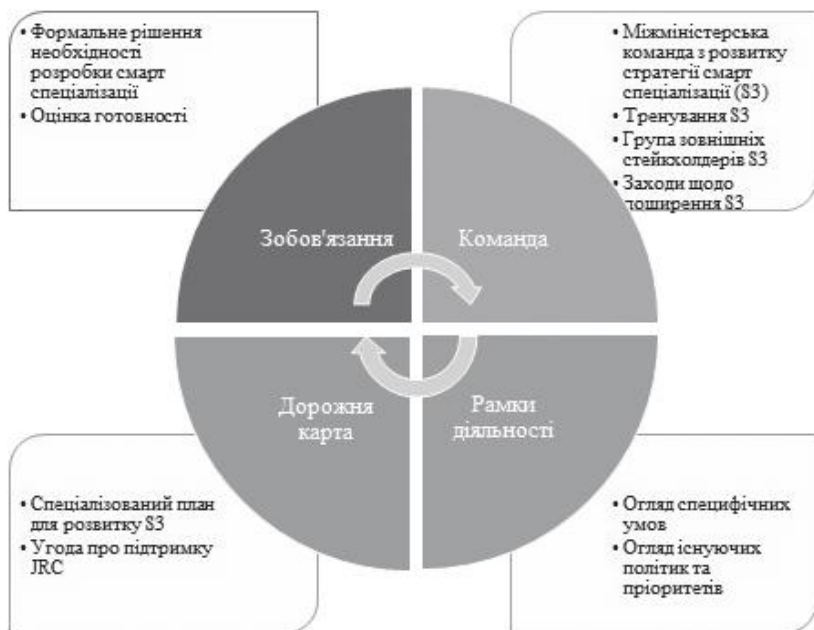 • Формальне рішення
необхідності
розробки смарт
спеціалізації
• Оцінка готовності
• Міжміністерська
команда з розвитку
стратегії смарт
спеціалізації (S3)
• Тренування S3
• Група зовнішніх
стейкхолдерів S3
• Заходи щодо
поширення S3
Зобов'язання
Команда
Дорожня
карта
Рамки
діяльності
• Спеціалізований план
для розвитку S3
• Угода про підтримку
JRC
• Огляд специфічних
умов
• Огляд існуючих
політик та
пріоритетів